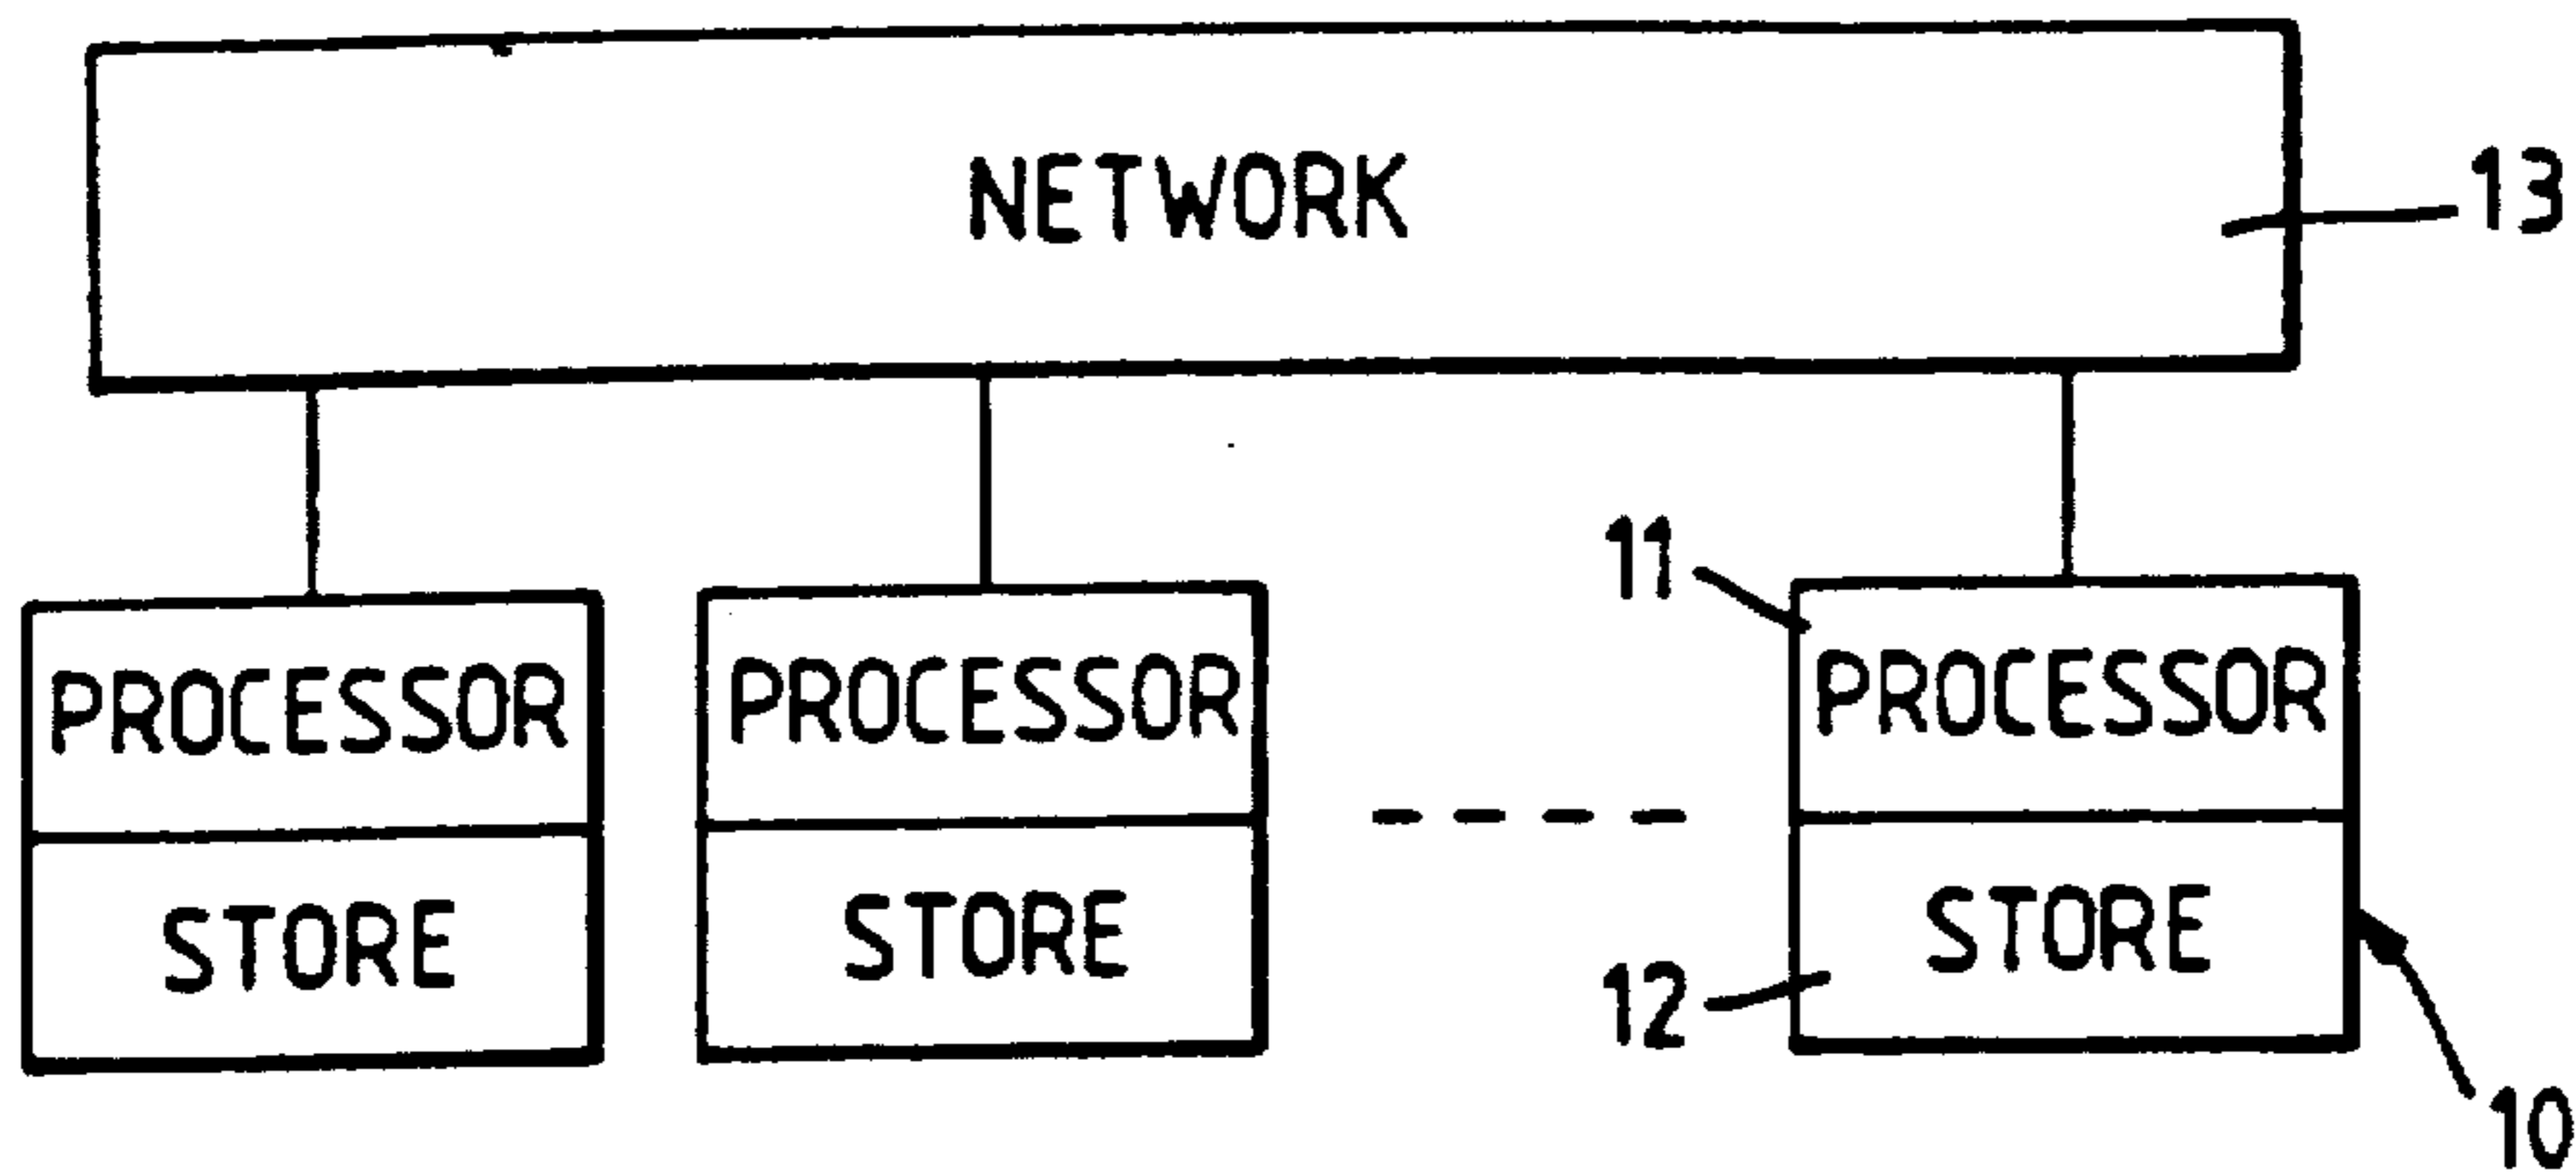 NETWORK
13
11
PROCESSOR PROCESSOR PROCESSOR
STORE STORE STORE
12
10